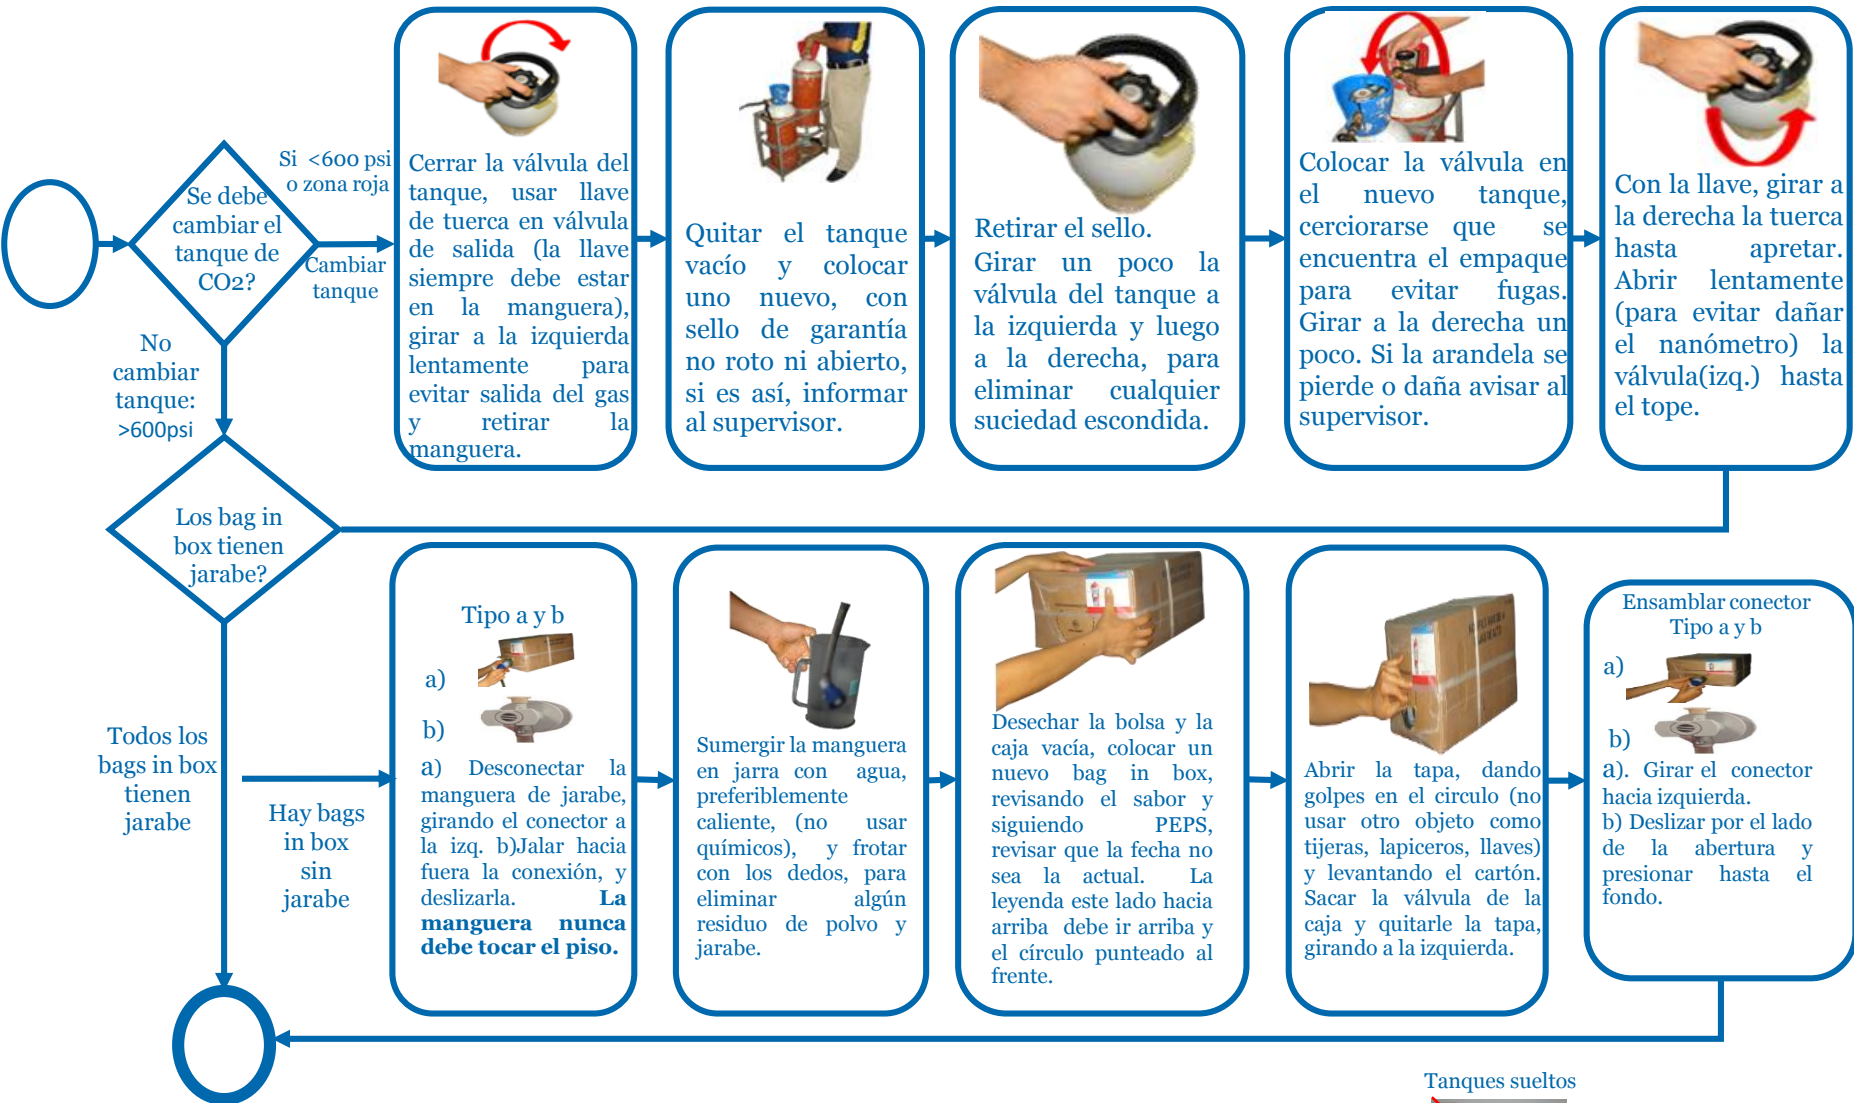 Se debe
cambiar el
tanque de
CO2?
Si <600 psi
o zona roja
Cambiar
tanque
No
cambiar
tanque:
>600psi
Cerrar la válvula del
tanque, usar llave
de tuerca en válvula
de salida (la llave
siempre debe estar
en la manguera),
girar a la izquierda
lentamente para
evitar salida del gas
y retirar la
manguera.
Quitar el tanque
vacío y colocar
uno nuevo, con
sello de garantía
no roto ni abierto,
si es así, informar
al supervisor.
Retirar el sello.
Girar un poco la
válvula del tanque a
la izquierda y luego
a la derecha, para
eliminar cualquier
suciedad escondida.
Colocar la válvula en
el nuevo tanque,
cerciorarse que se
encuentra el empaque
para evitar fugas.
Girar a la derecha un
poco. Si la arandela se
pierde o daña avisar al
supervisor.
Con la llave, girar a
la derecha la tuerca
hasta apretar.
Abrir lentamente
(para evitar dañar
el nanómetro) la
válvula(izq.) hasta
el tope.
Los bag in
box tienen
jarabe?
Todos los
bags in box
tienen
jarabe
Hay bags
in box
sin
jarabe
Tipo a y b
a)
b)
a) Desconectar la
manguera de jarabe,
girando el conector a
la izq. b)Jalar hacia
fuera la conexión, y
deslizarla. La
manguera nunca
debe tocar el piso.
Sumergir la manguera
en jarra con agua,
preferiblemente
caliente, (no usar
químicos), y frotar
con los dedos, para
eliminar algún
residuo de polvo y
jarabe.
Desechar la bolsa y la
caja vacía, colocar un
nuevo bag in box,
revisando el sabor y
siguiendo PEPS,
revisar que la fecha no
sea la actual. La
leyenda este lado hacia
arriba debe ir arriba y
el círculo punteado al
frente.
Abrir la tapa, dando
golpes en el circulo (no
usar otro objeto como
tijeras, lapiceros, llaves)
y levantando el cartón.
Sacar la válvula de la
caja y quitarle la tapa,
girando a la izquierda.
Ensamblar conector
Tipo a y b
a)
b)
a). Girar el conector
hacia izquierda.
b) Deslizar por el lado
de la abertura y
presionar hasta el
fondo.
Tanques sueltos